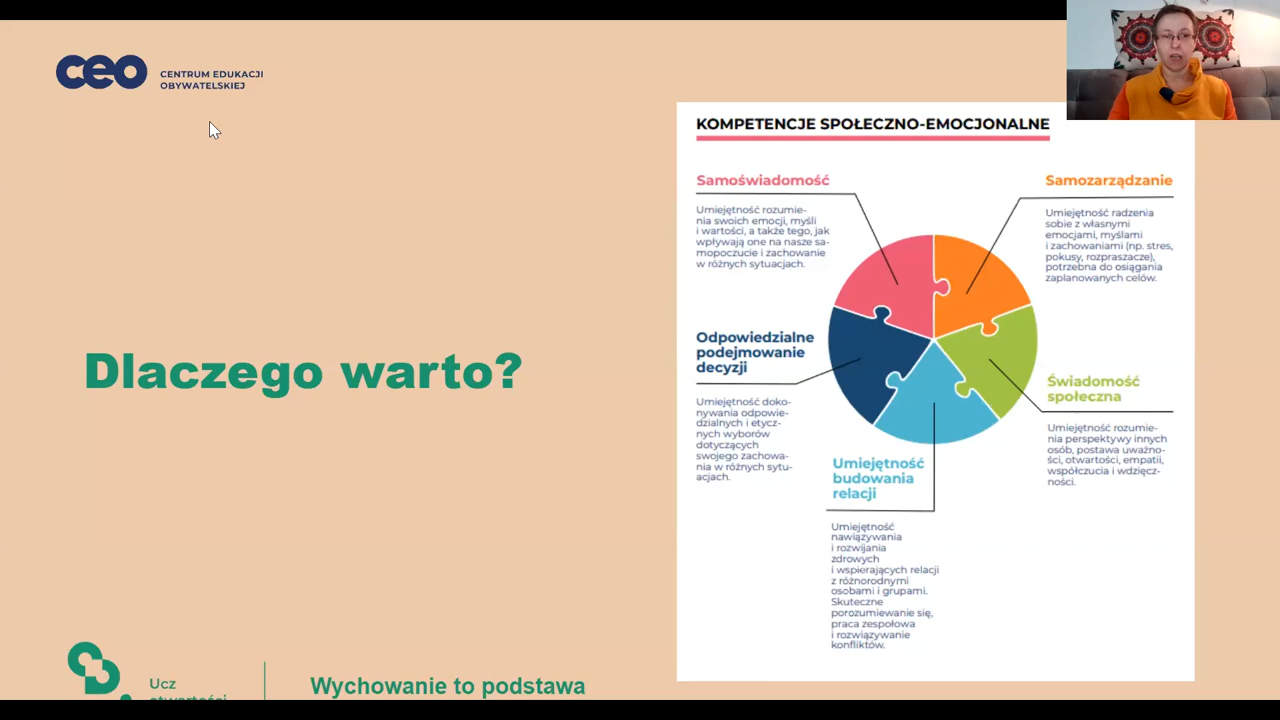 ceo
CENTRUM EDUKACJI
OBYWATELSKIEJ
Dlaczego warto?
KOMPETENCJE SPOŁECZNO-EMOCJONALNE
Samoświadomość
Umiejętność rozumie-
nia swoich emocji, myśli
i wartości, a także tego, jak
wpływają one na nasze sa-
mopoczucie i zachowanie
w różnych sytuacjach.
Samozarządzanie
Umiejętność radzenia
sobie z własnymi
emocjami, myślami
i zachowaniami (np. stres,
pokusy, rozpraszacze),
potrzebna do osiągania
zaplanowanych celów.
Odpowiedzialne
podejmowanie
decyzji
Umiejętność doko-
nywania odpowie-
dzialnych i etycz-
nych wyborów
dotyczących
swojego zachowa-
nia w różnych sytu-
acjach.
Świadomość
społeczna
Umiejętność rozumie-
nia perspektywy innych
osób, postawa uważno-
ści, otwartości, empatii,
współczucia i wdzięcz-
ności.
Umiejętność
budowania
relacji
Umiejętność
nawiązywania
i rozwijania
zdrowych
i wspierających relacji
z różnorodnymi
osobami i grupami.
Skuteczne
porozumiewanie się,
praca zespołowa
i rozwiązywanie
konfliktów.
Ucz
otwartości
Wychowanie to podstawa